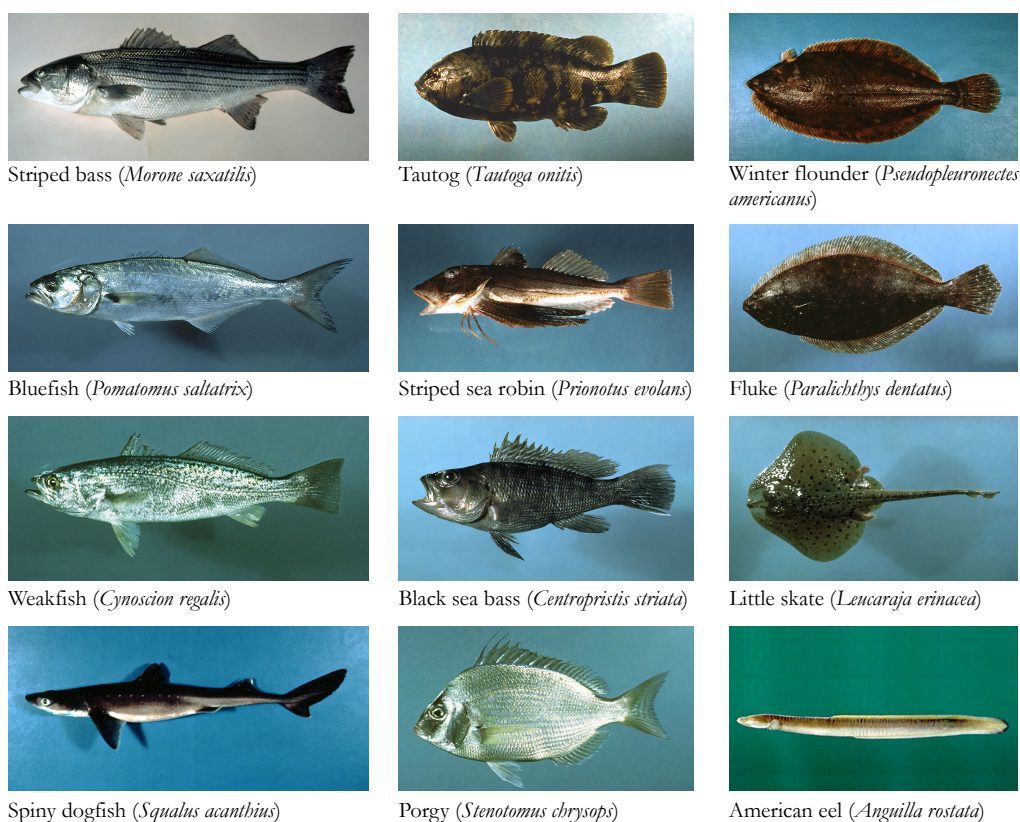 Striped bass (Morone saxatilis)
Tautog (Tautoga onitis)
Winter flounder (Pseudopleuronectes
americanus)
Bluefish (Pomatomus saltatrix)
Striped sea robin (Prionotus evolans)
Fluke (Paralichthys dentatus)
Weakfish (Cynoscion regalis)
Black sea bass (Centropristis striata)
Little skate (Leucaraja erinacea)
Spiny dogfish (Squalus acanthius)
Porgy (Stenotomus chrysops)
American eel (Anguilla rostata)